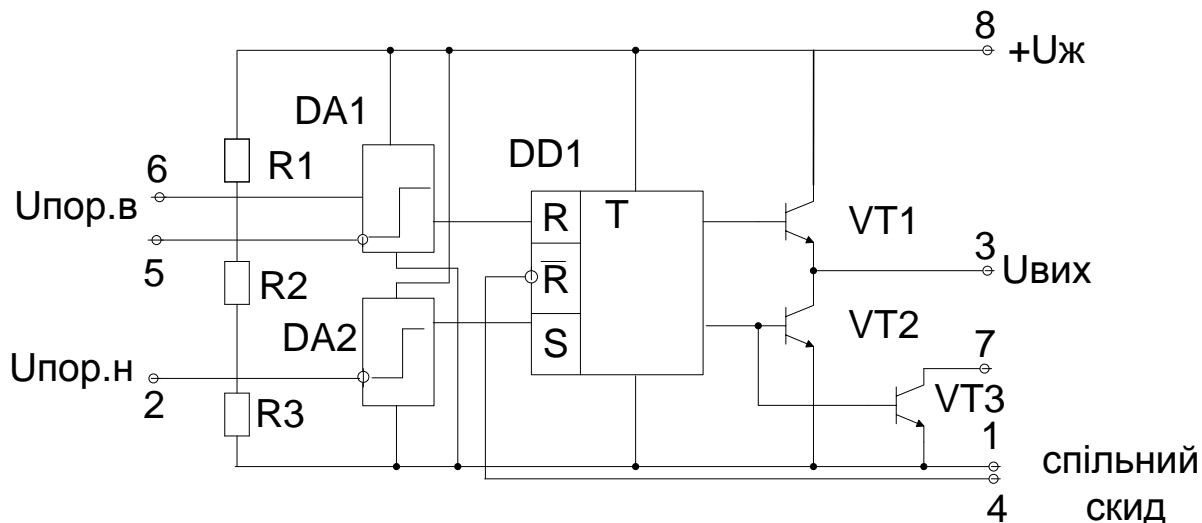 8
+Uж
DA1
R1
DD1
6
Uпор.в
R
T
VT1
5
R
3
Uвих
R2
DA2
S
VT2
7
Uпор.н
2
R3
VT3
1
спільний
4
скид